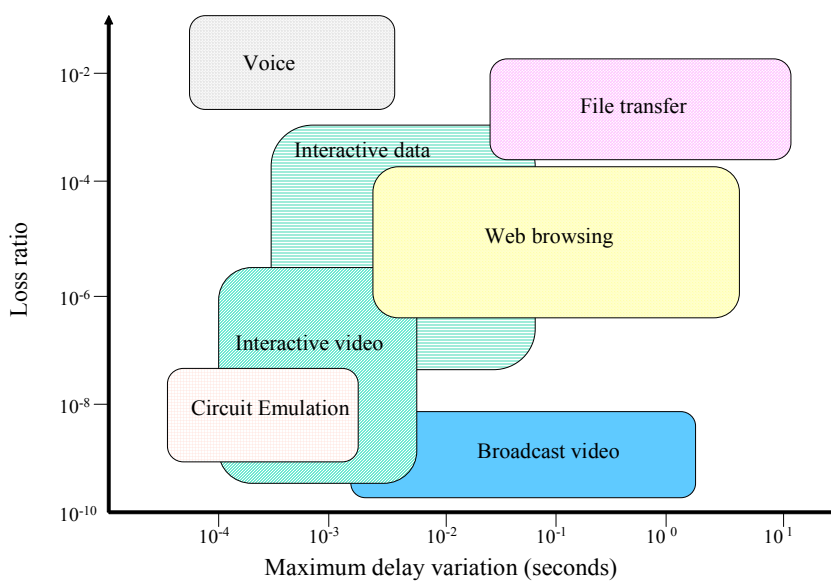 Voice
10-2
File transfer
Interactive data
10-4
Web browsing
Loss ratio
10-6
Interactive video
10-8
Circuit Emulation
Broadcast video
10-10
10-4
10-3
10-2
10-1
10 0
101
Maximum delay variation (seconds)